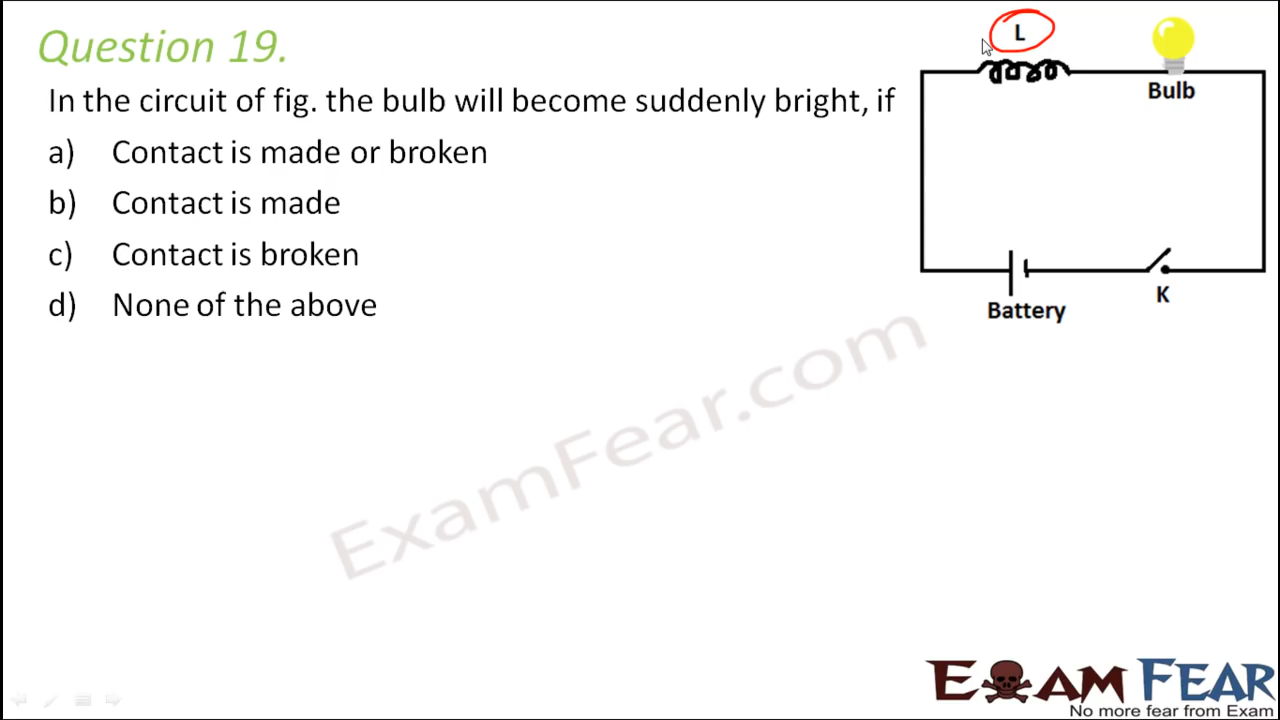 Question 19.
In the circuit of fig. the bulb will become suddenly bright, if
a) Contact is made or broken
b) Contact is made
c) Contact is broken
d) None of the above
L
Bulb
Battery
K
ExamFear.com
EXAM FEAR
No more fear from Exam